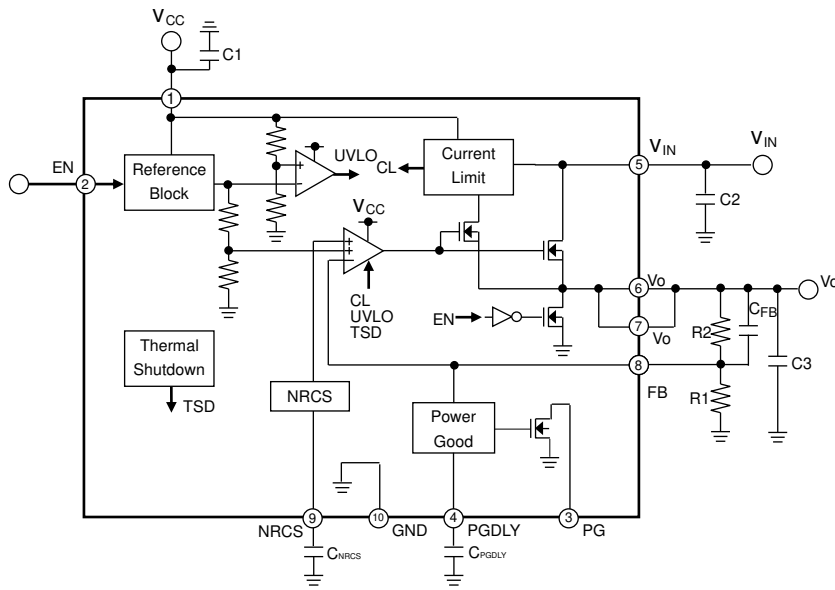 VCC
C1
1
EN
2
Reference
Block
UVLO
CL
Current
Limit
5
VIN
VIN
C2
VCC
CL
UVLO
TSD
EN
6
Vo
Vo
7
Vo
R2
CFB
C3
8
FB
R1
Thermal
Shutdown
TSD
NRCS
Power
Good
NRCS
9
10
GND
4
PGDLY
3
PG
CNRCS
CPGDLY